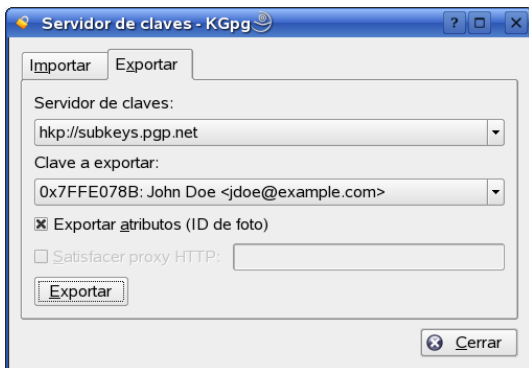 Servidor de claves - KGpg
Importar
Exportar
Servidor de claves:
hkp://subkeys.pgp.net
Clave a exportar:
0x7FFE078B: John Doe <jdoe@example.com>
Exportar atributos (ID de foto)
Satisfacer proxy HTTP:
Exportar
Cerrar